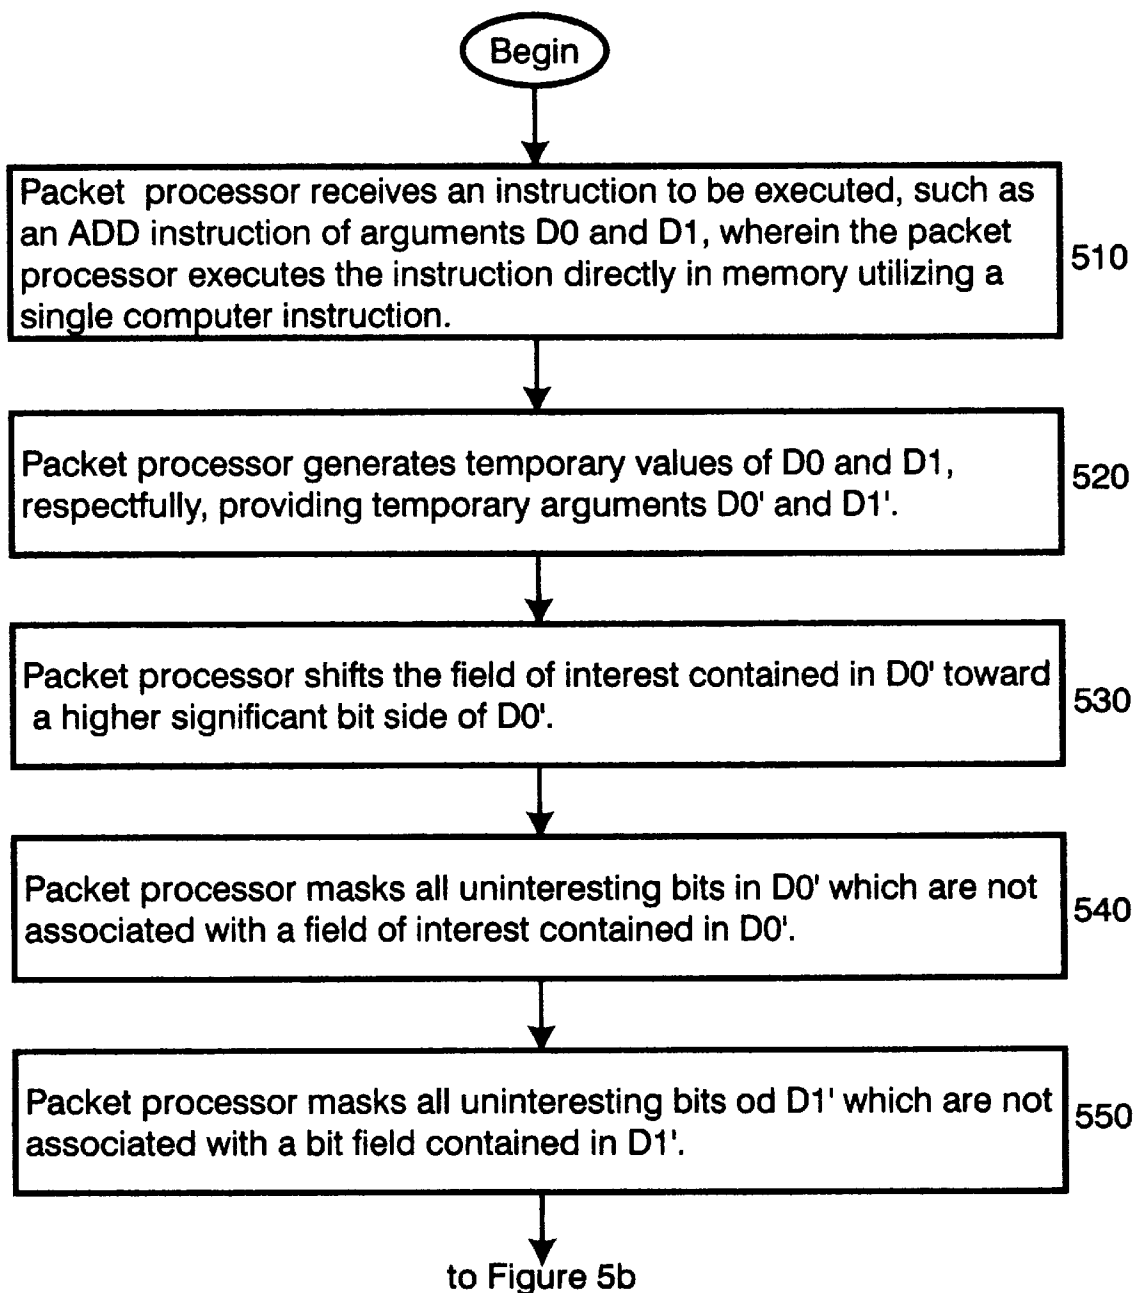 Begin
Packet processor receives an instruction to be executed, such as
an ADD instruction of arguments D0 and D1, wherein the packet
processor executes the instruction directly in memory utilizing a
single computer instruction.
510
Packet processor generates temporary values of D0 and D1,
respectfully, providing temporary arguments D0' and D1'.
520
Packet processor shifts the field of interest contained in D0' toward
a higher significant bit side of D0'.
530
Packet processor masks all uninteresting bits in D0' which are not
associated with a field of interest contained in D0'.
540
Packet processor masks all uninteresting bits od D1' which are not
associated with a bit field contained in D1'.
550
to Figure 5b